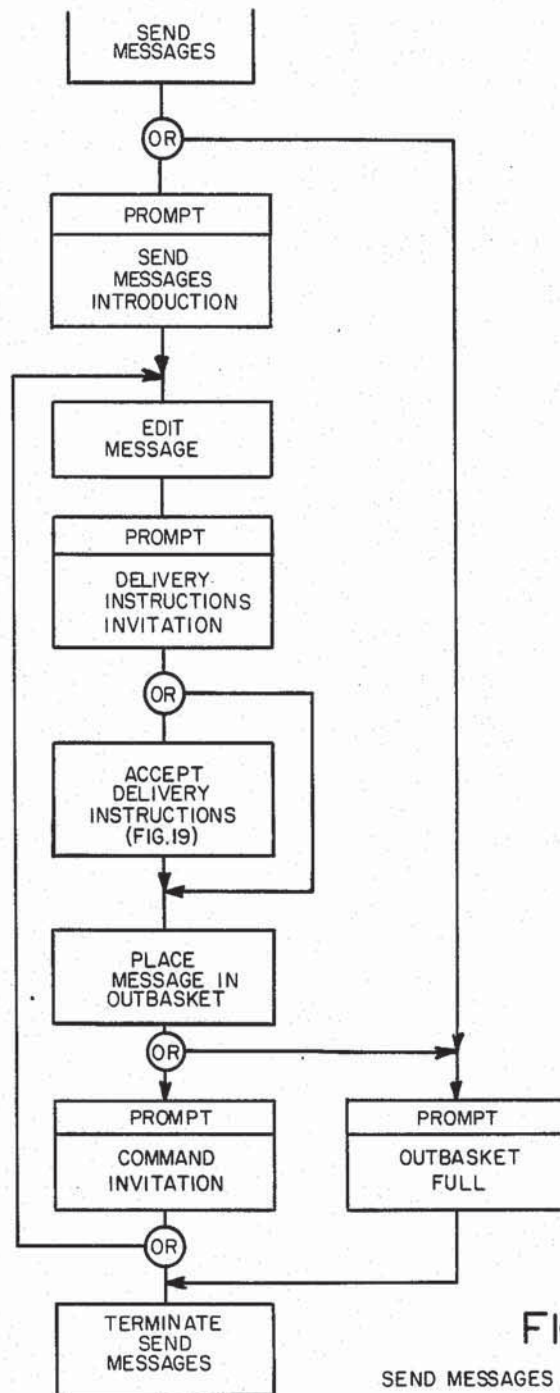 SEND
MESSAGES
OR
PROMPT
SEND
MESSAGES
INTRODUCTION
EDIT
MESSAGE
PROMPT
DELIVERY
INSTRUCTIONS
INVITATION
OR
ACCEPT
DELIVERY
INSTRUCTIONS
(FIG.19)
PLACE
MESSAGE IN
OUTBASKET
OR
PROMPT
COMMAND
INVITATION
PROMPT
OUTBASKET
FULL
OR
TERMINATE
SEND
MESSAGES
SEND MESSAGES